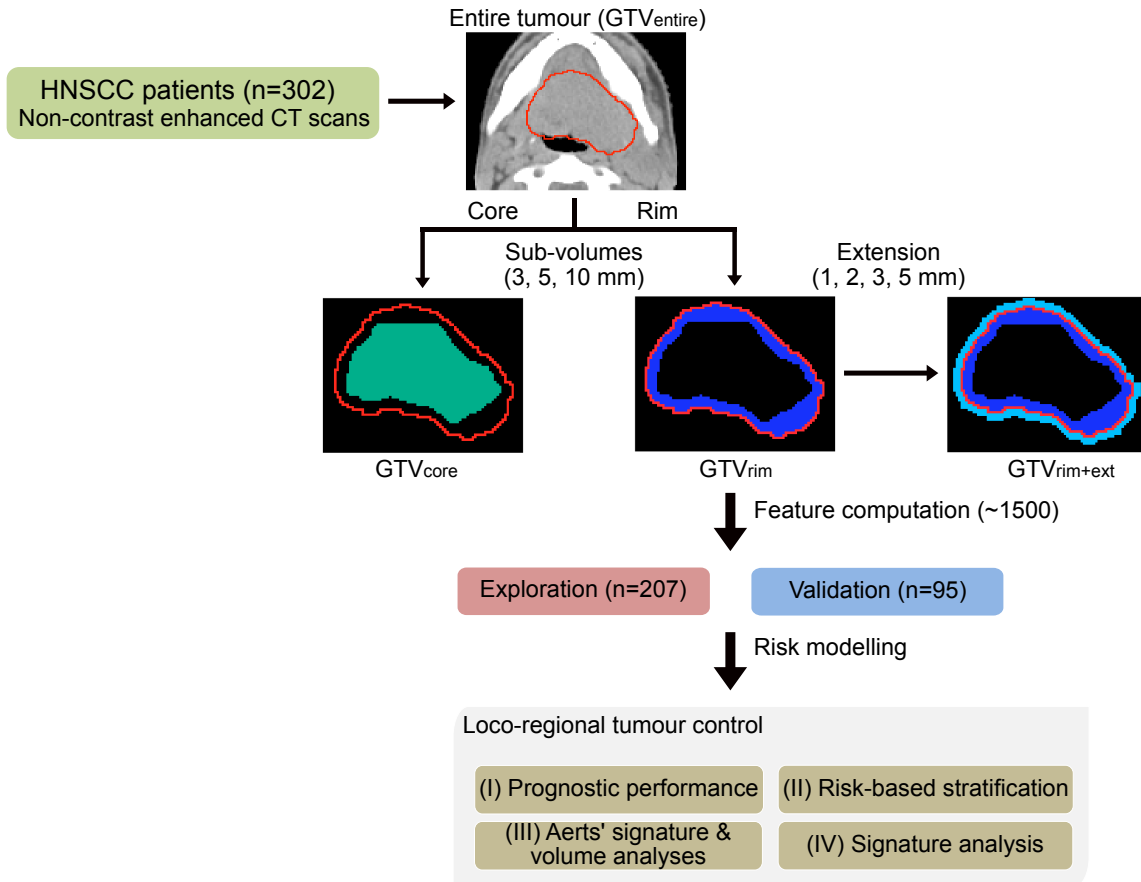 Entire tumour (GTVentire)
HNSCC patients (n=302)
Non-contrast enhanced CT scans
Core
Rim
Sub-volumes
(3, 5, 10 mm)
Extension
(1, 2, 3, 5 mm)
GTVcore
GTVrim
GTVrim+ext
Feature computation (~1500)
Exploration (n=207)
Validation (n=95)
Risk modelling
Loco-regional tumour control
(I) Prognostic performance
(II) Risk-based stratification
(III) Aerts' signature &
volume analyses
(IV) Signature analysis